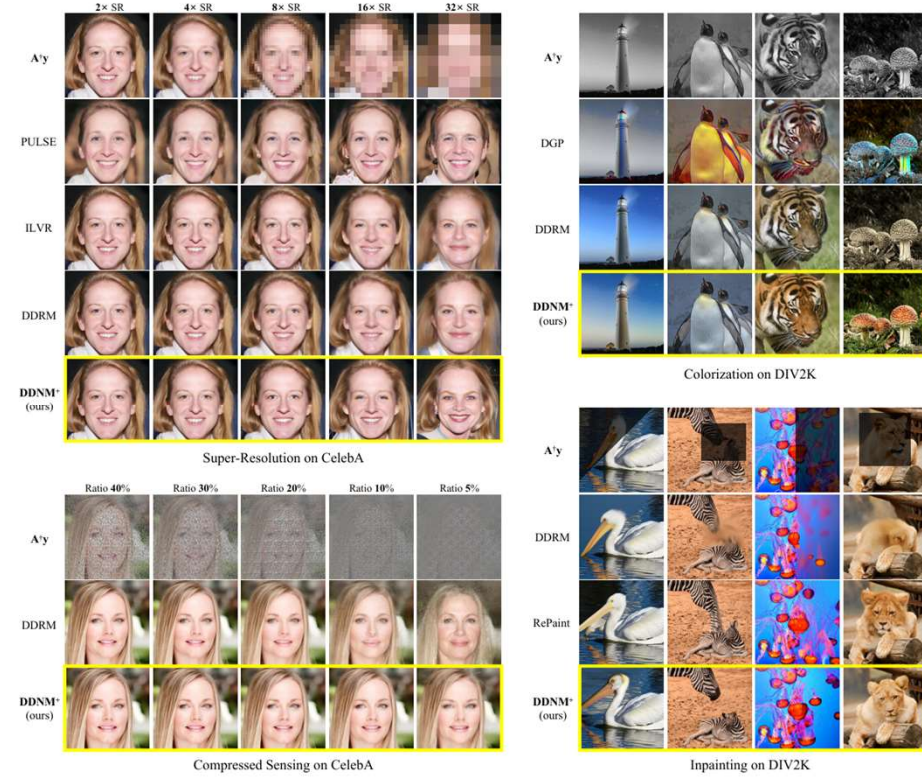 2× SR 4× SR 8× SR 16× SR 32× SR
A†y
PULSE
ILVR
DDRM
DDNM⁺
(ours)
Super-Resolution on CelebA
Ratio 40% Ratio 30% Ratio 20% Ratio 10% Ratio 5%
A†y
DDRM
DDNM⁺
(ours)
Compressed Sensing on CelebA
A†y
DGP
DDRM
DDNM⁺
(ours)
Colorization on DIV2K
A†y
DDRM
RePaint
DDNM⁺
(ours)
Inpainting on DIV2K